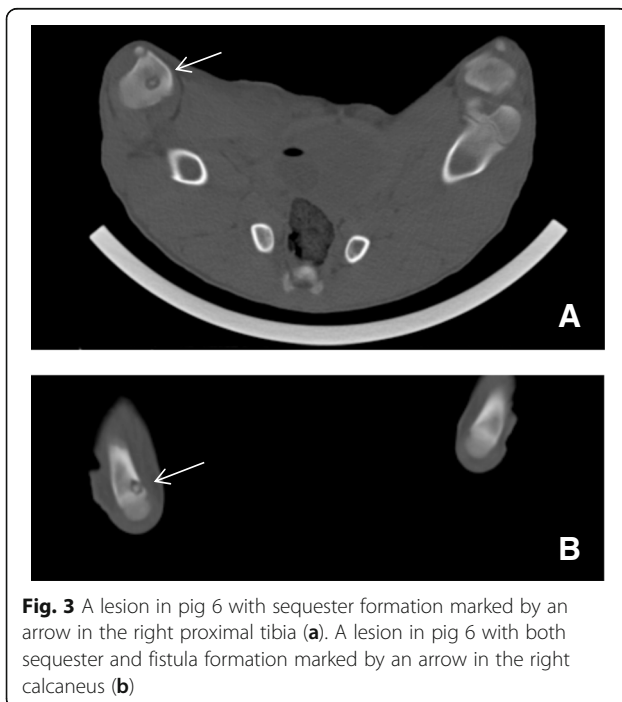 A
B
Fig. 3 A lesion in pig 6 with sequester formation marked by an
arrow in the right proximal tibia (a). A lesion in pig 6 with both
sequester and fistula formation marked by an arrow in the right
calcaneus (b)